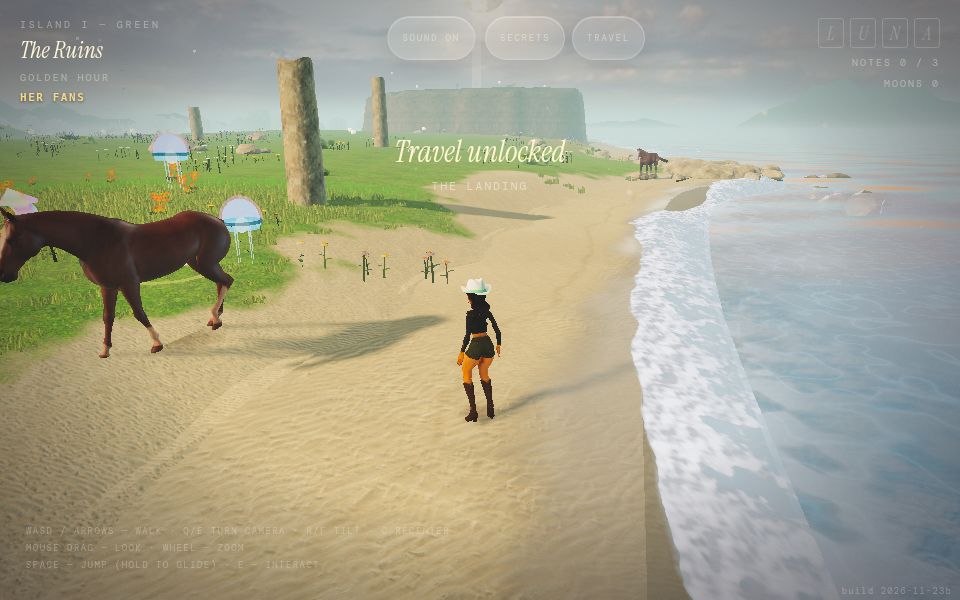 ISLAND I — GREEN
The Ruins
GOLDEN HOUR
HER FANS
SOUND ON
SECRETS
TRAVEL
L U N A
NOTES 0 / 3
MOONS 0
Travel unlocked
THE LANDING
WASD / ARROWS — WALK · Q/E TURN CAMERA · R/F TILT · C RECENTER
MOUSE DRAG — LOOK · WHEEL — ZOOM
SPACE — JUMP (HOLD TO GLIDE) · E — INTERACT
build 2026-11-23b